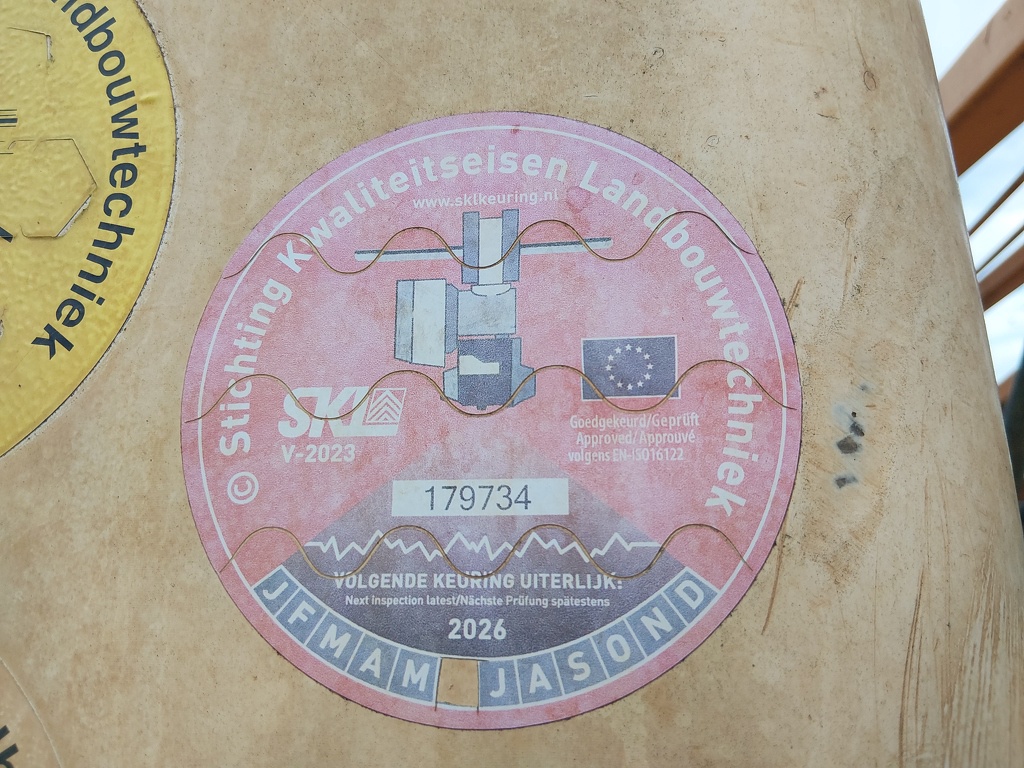 ndbouwtechniek
© Stichting Kwaliteitseisen Landbouwtechniek
www.sklkeuring.nl
SKL
V-2023
Goedgekeurd/Geprüft
Approved/Approuvé
volgens EN-ISO16122
179734
VOLGENDE KEURING UITERLIJK:
Next inspection latest/Nächste Prüfung spätestens
2026
J F M A M J A S O N D